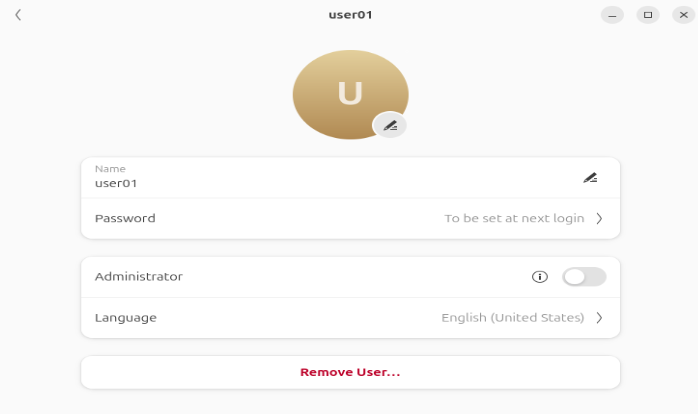 user01
U
Name
user01
Password
To be set at next login
Administrator
Language
English (United States)
Remove User...